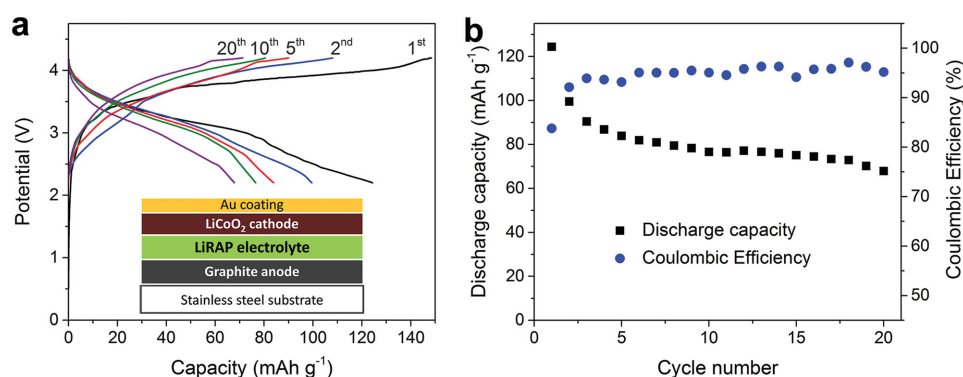 a
20th 10th 5th 2nd 1st
Potential (V)
5
4
3
2
1
0
Au coating
LiCoO2 cathode
LiRAP electrolyte
Graphite anode
Stainless steel substrate
0 20 40 60 80 100 120 140
Capacity (mAh g-1)
b
Discharge capacity (mAh g-1)
120
100
80
60
40
20
0
Discharge capacity
Coulombic Efficiency
0 5 10 15 20
Cycle number
100
90
80
70
60
50
Coulombic Efficiency (%)